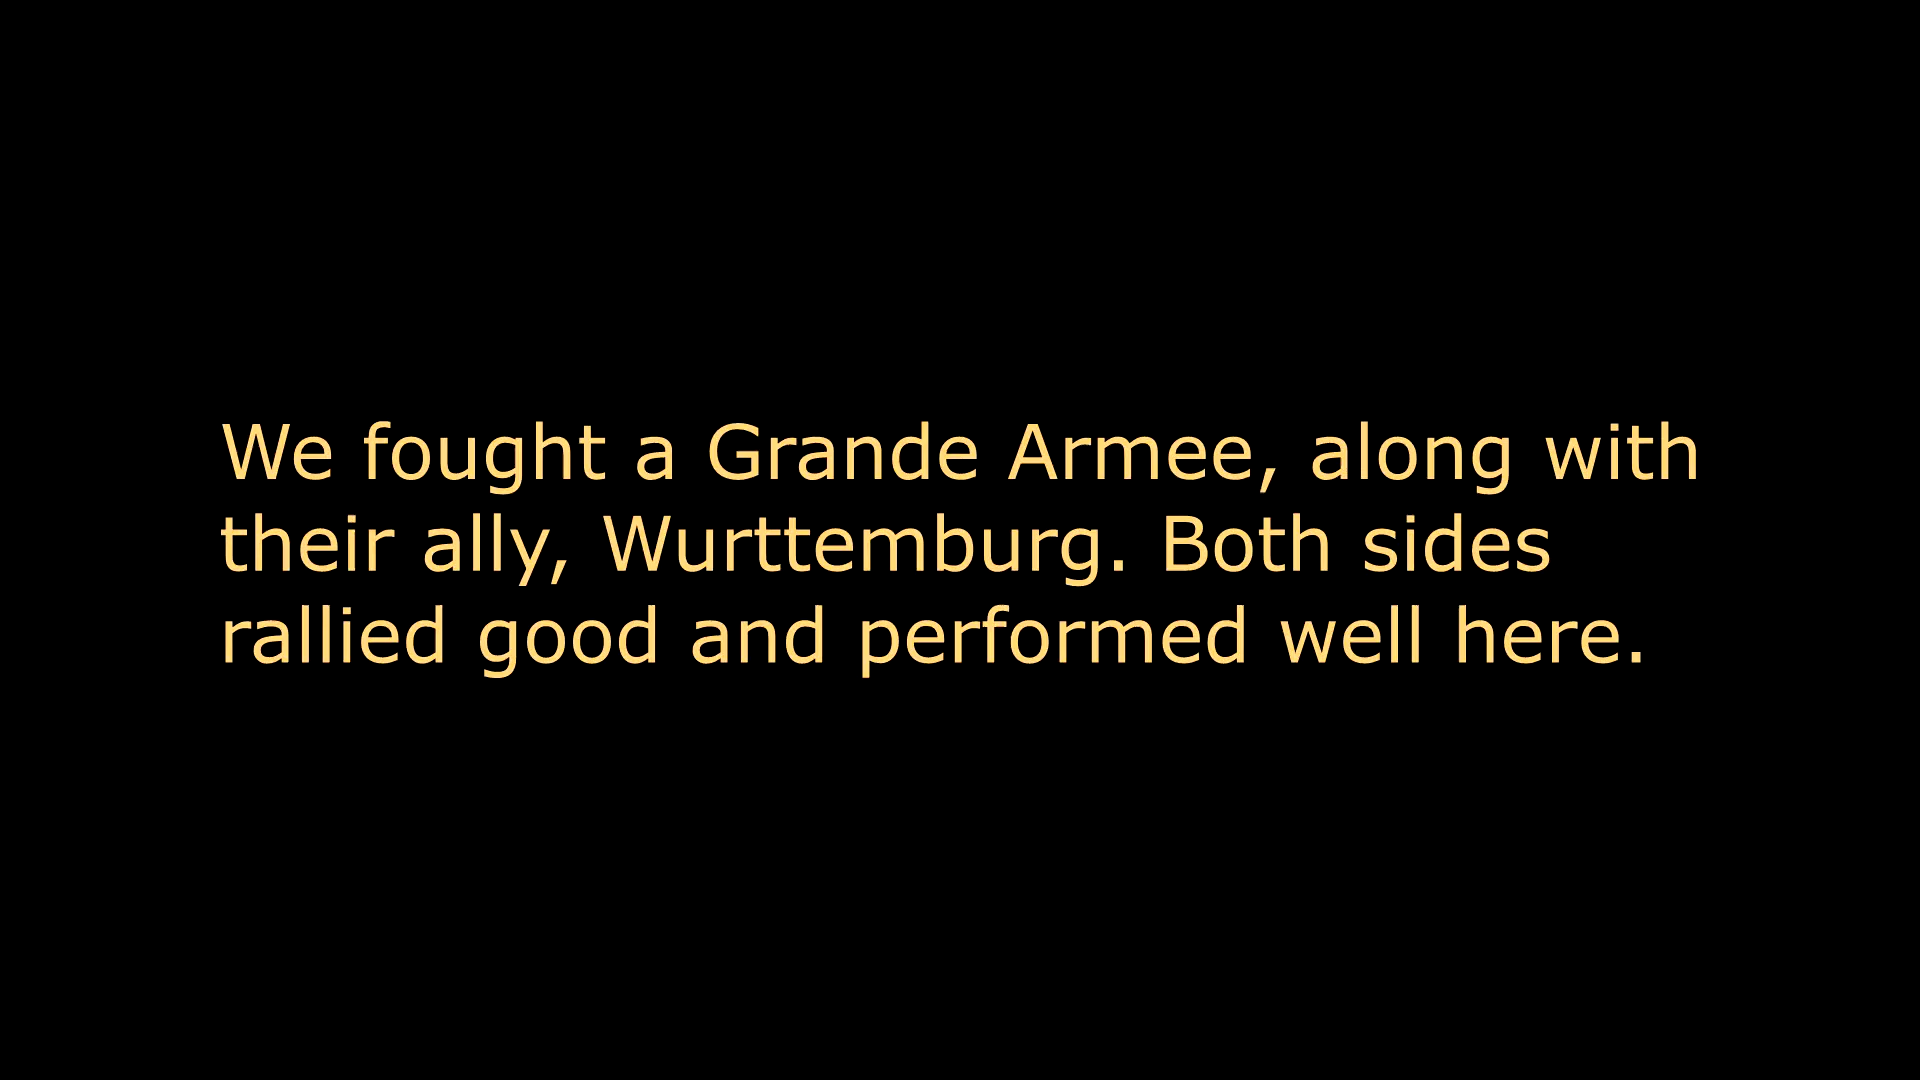 We fought a Grande Armee, along with
their ally, Wurttemburg. Both sides
rallied good and performed well here.